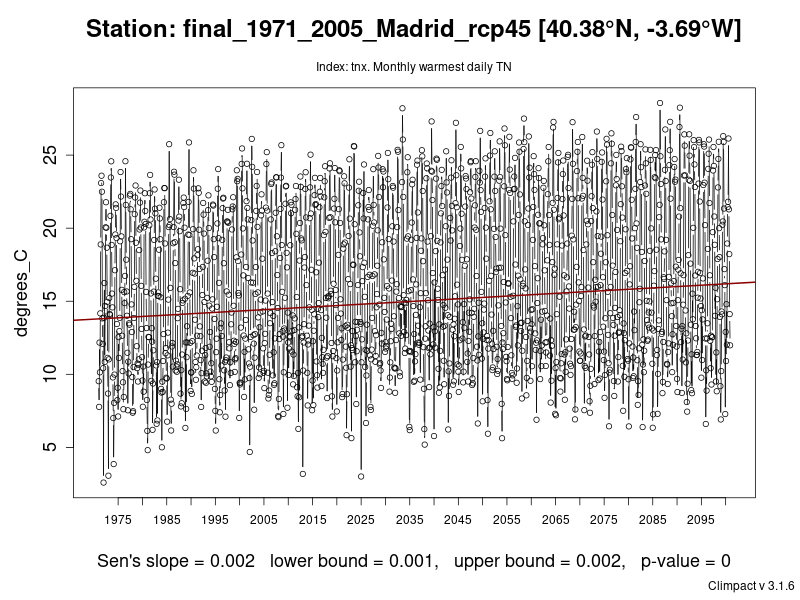 Station: final_1971_2005_Madrid_rcp45 [40.38°N, -3.69°W]
Index: tnx. Monthly warmest daily TN
degrees_C
25
20
15
10
5
1975 1985 1995 2005 2015 2025 2035 2045 2055 2065 2075 2085 2095
Sen's slope = 0.002 lower bound = 0.001, upper bound = 0.002, p-value = 0
Climpact v 3.1.6